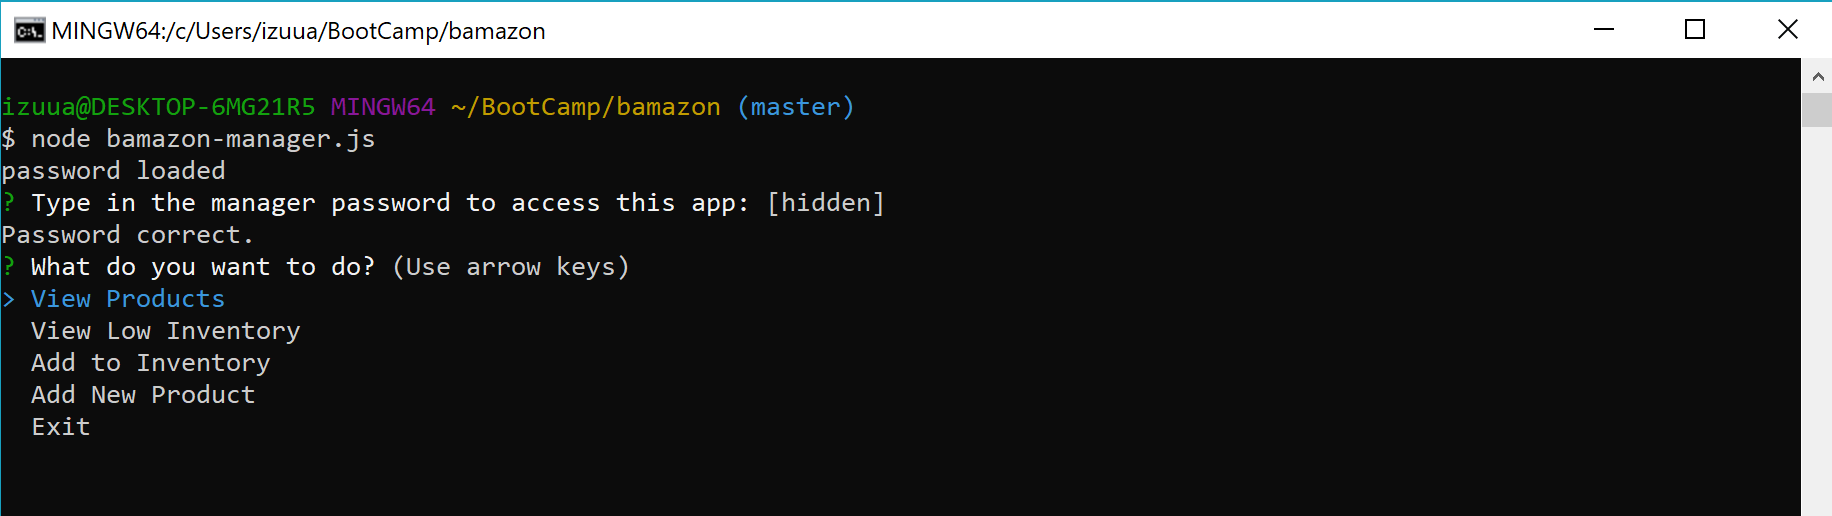 C:\.
MINGW64:/c/Users/izuua/BootCamp/bamazon
izuua@DESKTOP-6MG21R5 MINGW64 ~/BootCamp/bamazon (master)
$ node bamazon-manager.js
password loaded
? Type in the manager password to access this app: [hidden]
Password correct.
? What do you want to do? (Use arrow keys)
> View Products
View Low Inventory
Add to Inventory
Add New Product
Exit